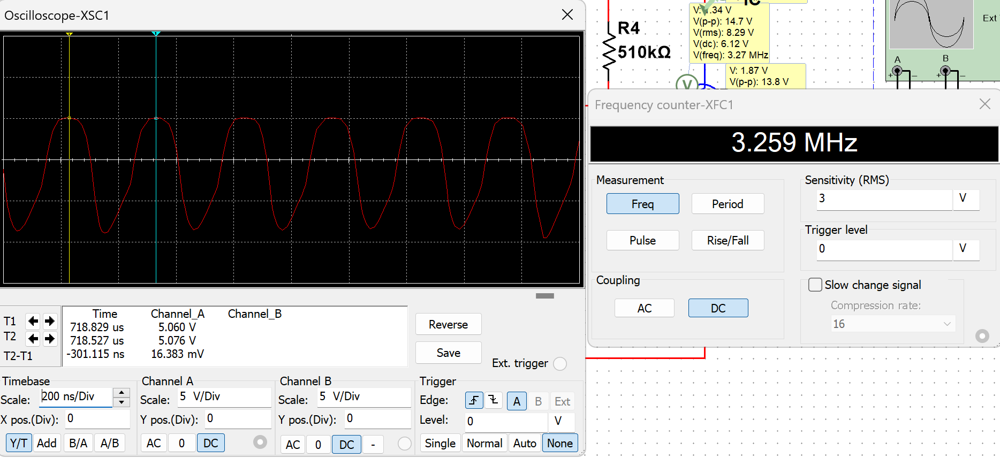 Oscilloscope-XSC1
Time Channel_A Channel_B
T1 718.829 us 5.060 V
T2 718.527 us 5.076 V
T2-T1 -301.115 ns 16.383 mV
Reverse
Save
Ext. trigger
Timebase
Scale: 200 ns/Div
X pos.(Div): 0
Y/T Add B/A A/B
Channel A
Scale: 5 V/Div
Y pos.(Div): 0
AC 0 DC
Channel B
Scale: 5 V/Div
Y pos.(Div): 0
AC 0 DC -
Trigger
Edge: A B Ext
Level: 0 V
Single Normal Auto None
R4
510kΩ
V(p-p): 14.7 V
V(rms): 8.29 V
V(dc): 6.12 V
V(freq): 3.27 MHz
V
V: 1.87 V
V(p-p): 13.8 V
Ext
A B
+ – + –
Frequency counter-XFC1
3.259 MHz
Measurement
Freq Period
Pulse Rise/Fall
Coupling
AC DC
Sensitivity (RMS)
3 V
Trigger level
0 V
Slow change signal
Compression rate:
16